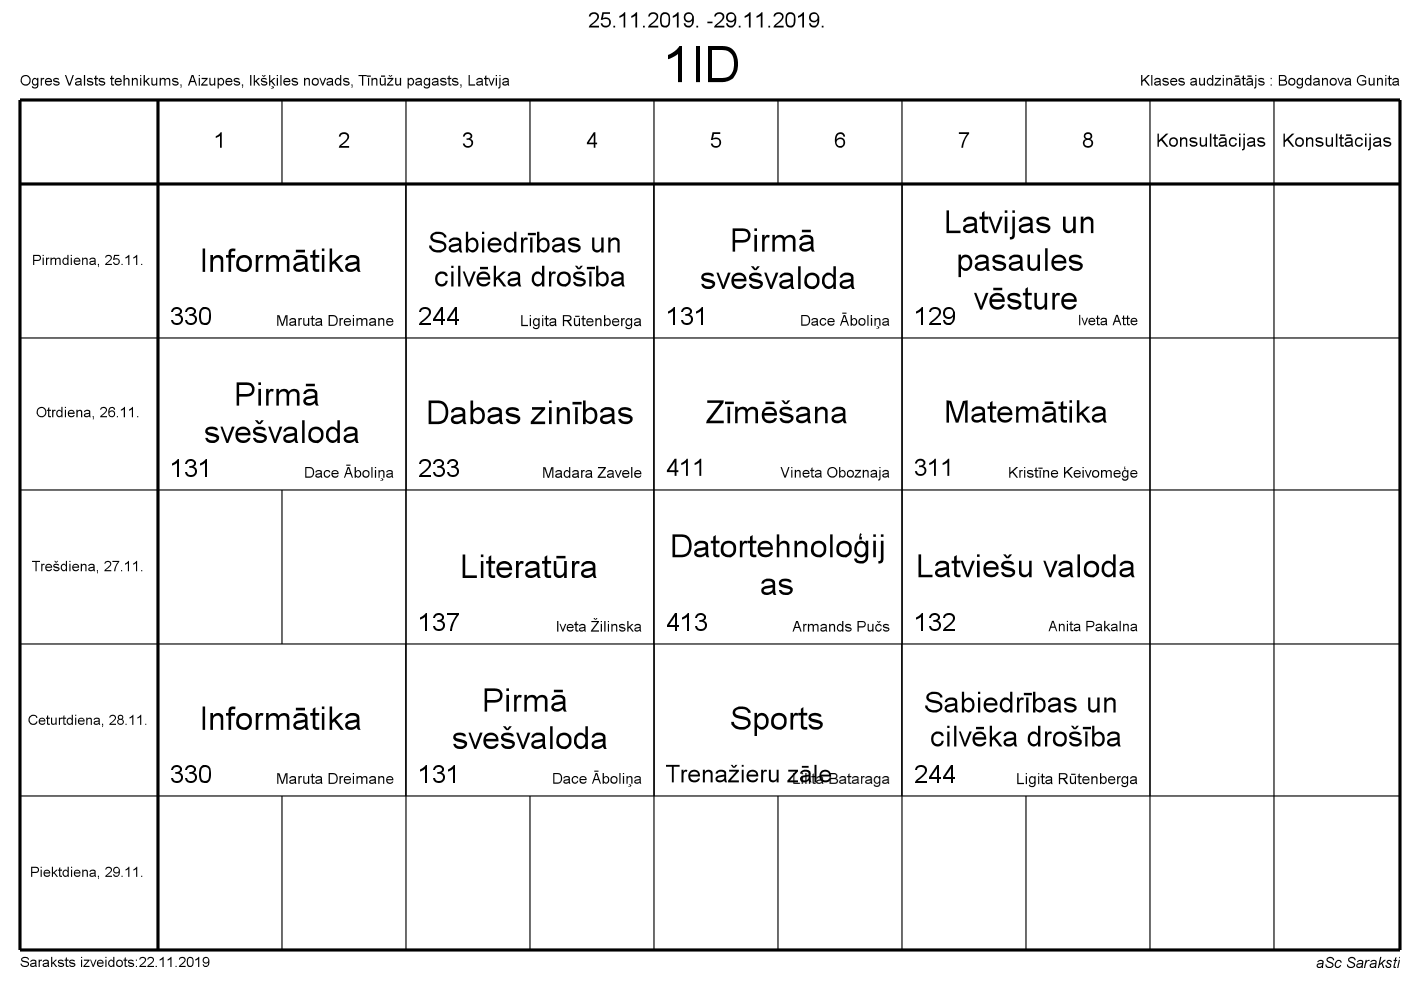 25.11.2019. -29.11.2019.
1ID
Ogres Valsts tehnikums, Aizupes, Ikšķiles novads, Tīnūžu pagasts, Latvija
Klases audzinātājs : Bogdanova Gunita
1 2 3 4 5 6 7 8 Konsultācijas Konsultācijas
Pirmdiena, 25.11.
Informātika
330 Maruta Dreimane
Sabiedrības un
cilvēka drošība
244 Ligita Rūtenberga
Pirmā
svešvaloda
131 Dace Āboliņa
Latvijas un
pasaules
vēsture
129 Iveta Atte
Otrdiena, 26.11.
Pirmā
svešvaloda
131 Dace Āboliņa
Dabas zinības
233 Madara Zavele
Zīmēšana
411 Vineta Oboznaja
Matemātika
311 Kristīne Keivomeģe
Trešdiena, 27.11.
Literatūra
137 Iveta Žilinska
Datortehnoloģij
as
413 Armands Pučs
Latviešu valoda
132 Anita Pakalna
Ceturtdiena, 28.11.
Informātika
330 Maruta Dreimane
Pirmā
svešvaloda
131 Dace Āboliņa
Sports
Trenažieru zāle Bataraga
Sabiedrības un
cilvēka drošība
244 Ligita Rūtenberga
Piektdiena, 29.11.
Saraksts izveidots:22.11.2019
aSc Saraksti